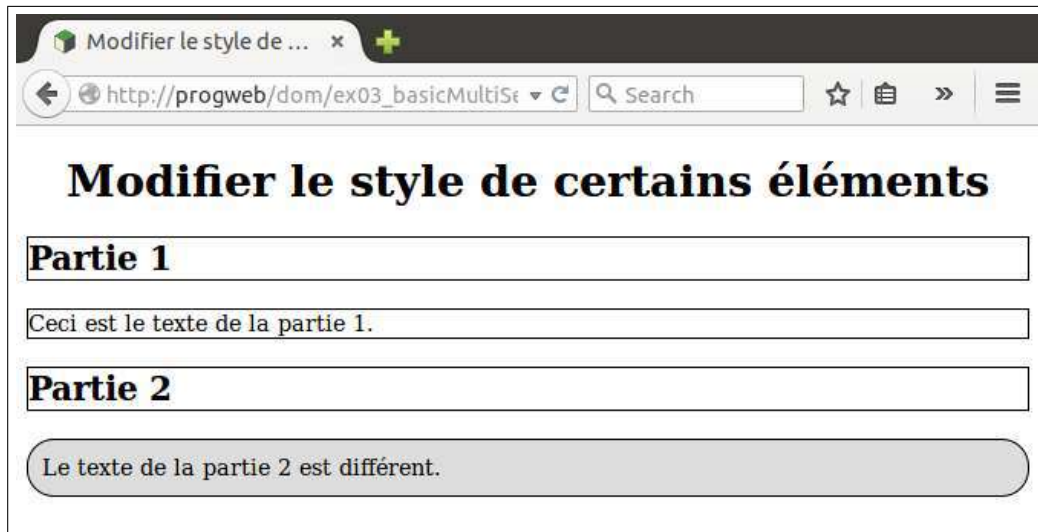 Modifier le style de ...
http://progweb/dom/ex03_basicMultiSe
Search
Modifier le style de certains éléments
Partie 1
Ceci est le texte de la partie 1.
Partie 2
Le texte de la partie 2 est différent.